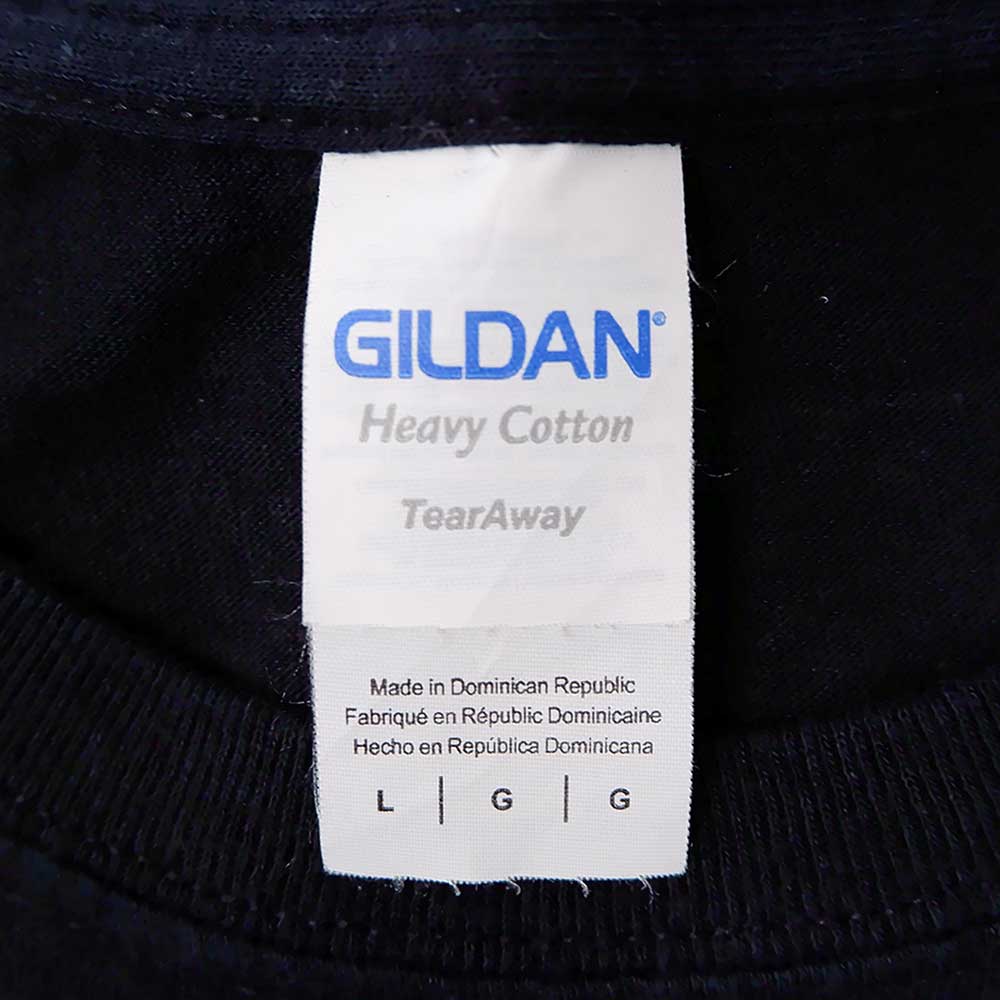 GILDAN®
Heavy Cotton
TearAway
Made in Dominican Republic
Fabriqué en Républic Dominicaine
Hecho en República Dominicana
L | G | G